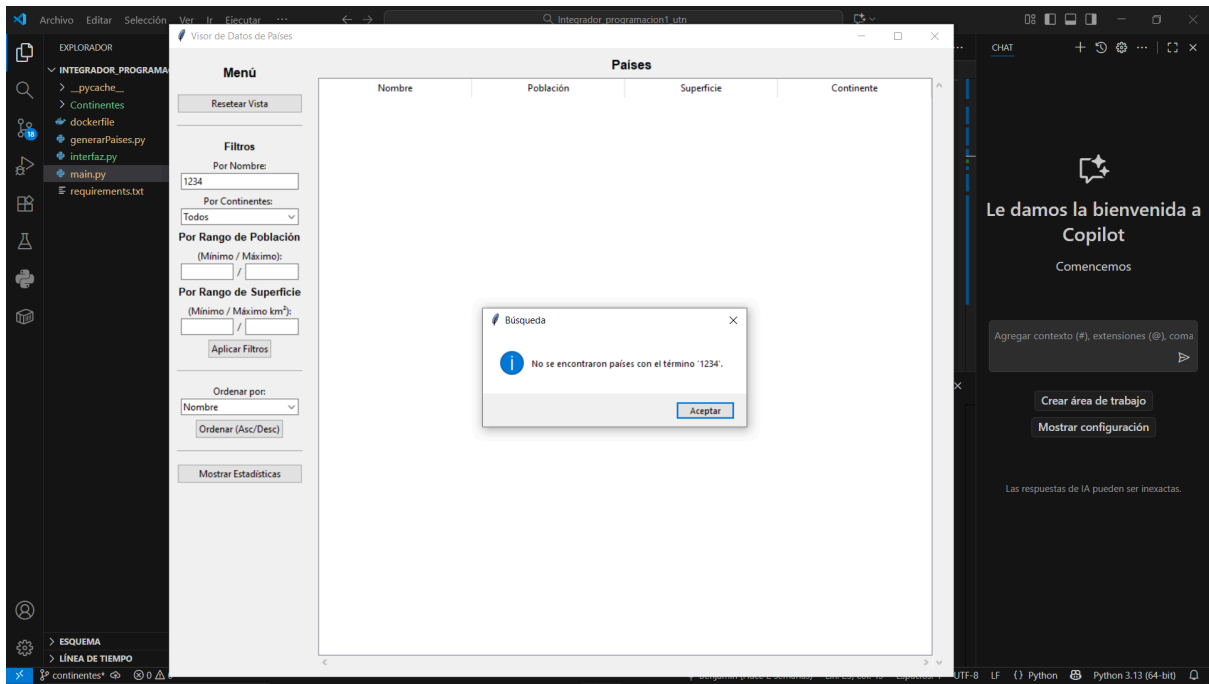 Archivo Editar Selección Ver Ir Ejecutar ···
Integrador_programacion1_utn
EXPLORADOR
INTEGRADOR_PROGRAMA
__pycache__
Continentes
dockerfile
generarPaises.py
interfaz.py
main.py
requirements.txt
18
ESQUEMA
LÍNEA DE TIEMPO
continentes* 0
Visor de Datos de Países
Menú
Resetear Vista
Filtros
Por Nombre:
1234
Por Continentes:
Todos
Por Rango de Población
(Mínimo / Máximo):
/
Por Rango de Superficie
(Mínimo / Máximo km²):
/
Aplicar Filtros
Ordenar por:
Nombre
Ordenar (Asc/Desc)
Mostrar Estadísticas
Países
Nombre Población Superficie Continente
Búsqueda
No se encontraron países con el término '1234'.
Aceptar
CHAT
Le damos la bienvenida a
Copilot
Comencemos
Agregar contexto (#), extensiones (@), coma
Crear área de trabajo
Mostrar configuración
Las respuestas de IA pueden ser inexactas.
UTF-8 LF {} Python Python 3.13 (64-bit)